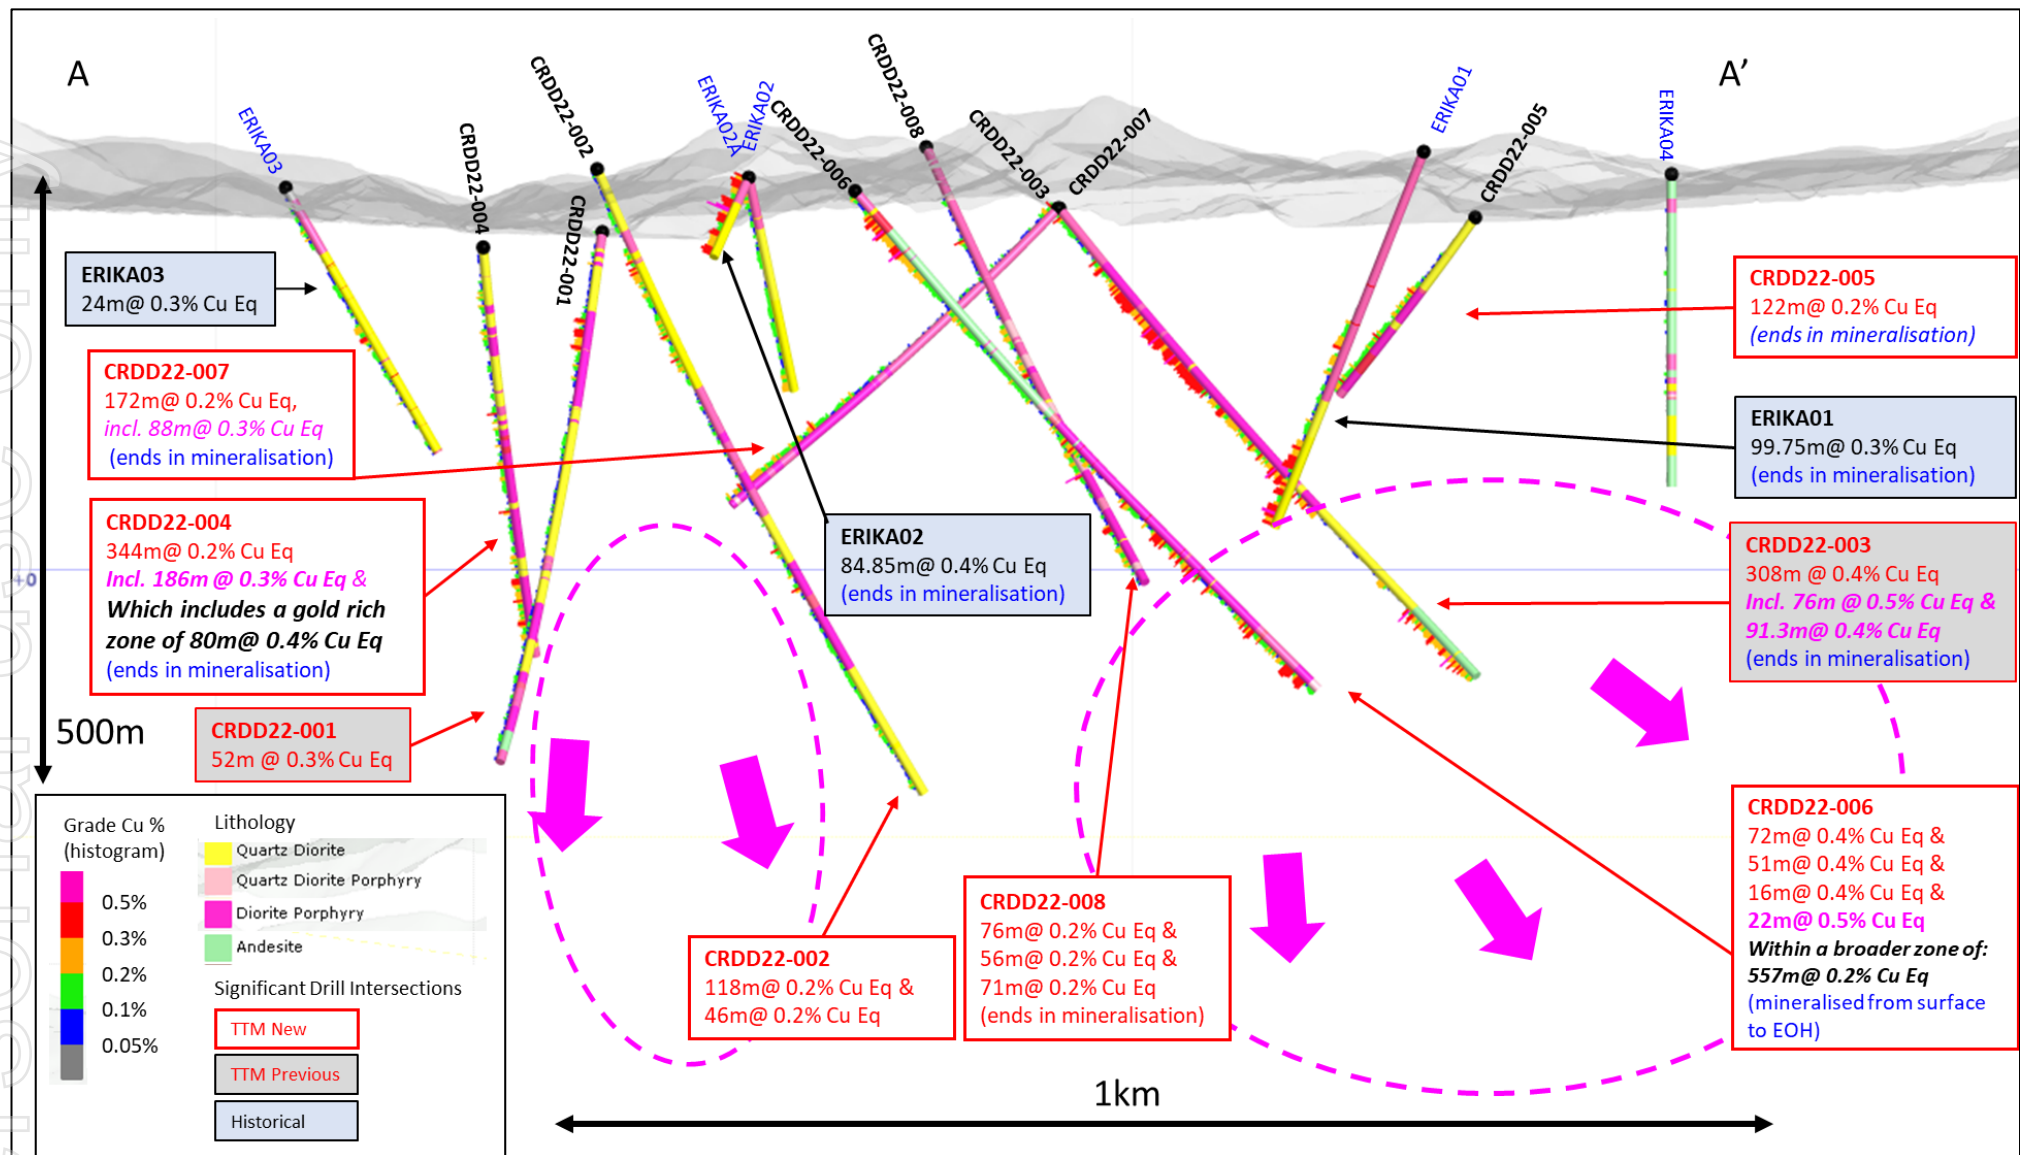 A
A'
ERIKA03
CRDD22-004
CRDD22-002
CRDD22-001
ERIKA02A
ERIKA02
CRDD22-006
CRDD22-008
CRDD22-003
CRDD22-007
ERIKA01
CRDD22-005
ERIKA04
ERIKA03
24m@ 0.3% Cu Eq
CRDD22-007
172m@ 0.2% Cu Eq,
incl. 88m@ 0.3% Cu Eq
(ends in mineralisation)
CRDD22-004
344m@ 0.2% Cu Eq
Incl. 186m @ 0.3% Cu Eq &
Which includes a gold rich
zone of 80m@ 0.4% Cu Eq
(ends in mineralisation)
CRDD22-001
52m @ 0.3% Cu Eq
ERIKA02
84.85m@ 0.4% Cu Eq
(ends in mineralisation)
CRDD22-005
122m@ 0.2% Cu Eq
(ends in mineralisation)
ERIKA01
99.75m@ 0.3% Cu Eq
(ends in mineralisation)
CRDD22-003
308m @ 0.4% Cu Eq
Incl. 76m @ 0.5% Cu Eq &
91.3m@ 0.4% Cu Eq
(ends in mineralisation)
CRDD22-006
72m@ 0.4% Cu Eq &
51m@ 0.4% Cu Eq &
16m@ 0.4% Cu Eq &
22m@ 0.5% Cu Eq
Within a broader zone of:
557m@ 0.2% Cu Eq
(mineralised from surface
to EOH)
CRDD22-002
118m@ 0.2% Cu Eq &
46m@ 0.2% Cu Eq
CRDD22-008
76m@ 0.2% Cu Eq &
56m@ 0.2% Cu Eq &
71m@ 0.2% Cu Eq
(ends in mineralisation)
+0
500m
1km
Grade Cu %
(histogram)
0.5%
0.3%
0.2%
0.1%
0.05%
Lithology
Quartz Diorite
Quartz Diorite Porphyry
Diorite Porphyry
Andesite
Significant Drill Intersections
TTM New
TTM Previous
Historical